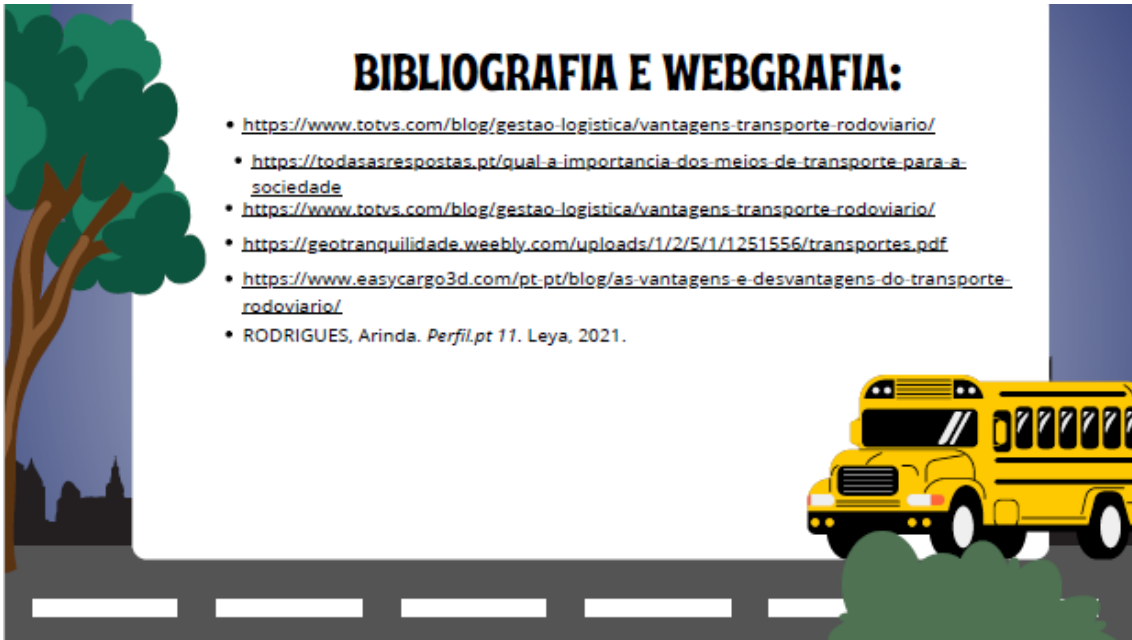 BIBLIOGRAFIA E WEBGRAFIA:
• https://www.totvs.com/blog/gestao-logistica/vantagens-transporte-rodoviario/
• https://todasasrespostas.pt/qual-a-importancia-dos-meios-de-transporte-para-a-
sociedade
• https://www.totvs.com/blog/gestao-logistica/vantagens-transporte-rodoviario/
• https://geotranquilidade.weebly.com/uploads/1/2/5/1/1251556/transportes.pdf
• https://www.easycargo3d.com/pt-pt/blog/as-vantagens-e-desvantagens-do-transporte-
rodoviario/
• RODRIGUES, Arinda. Perfil.pt 11. Leya, 2021.